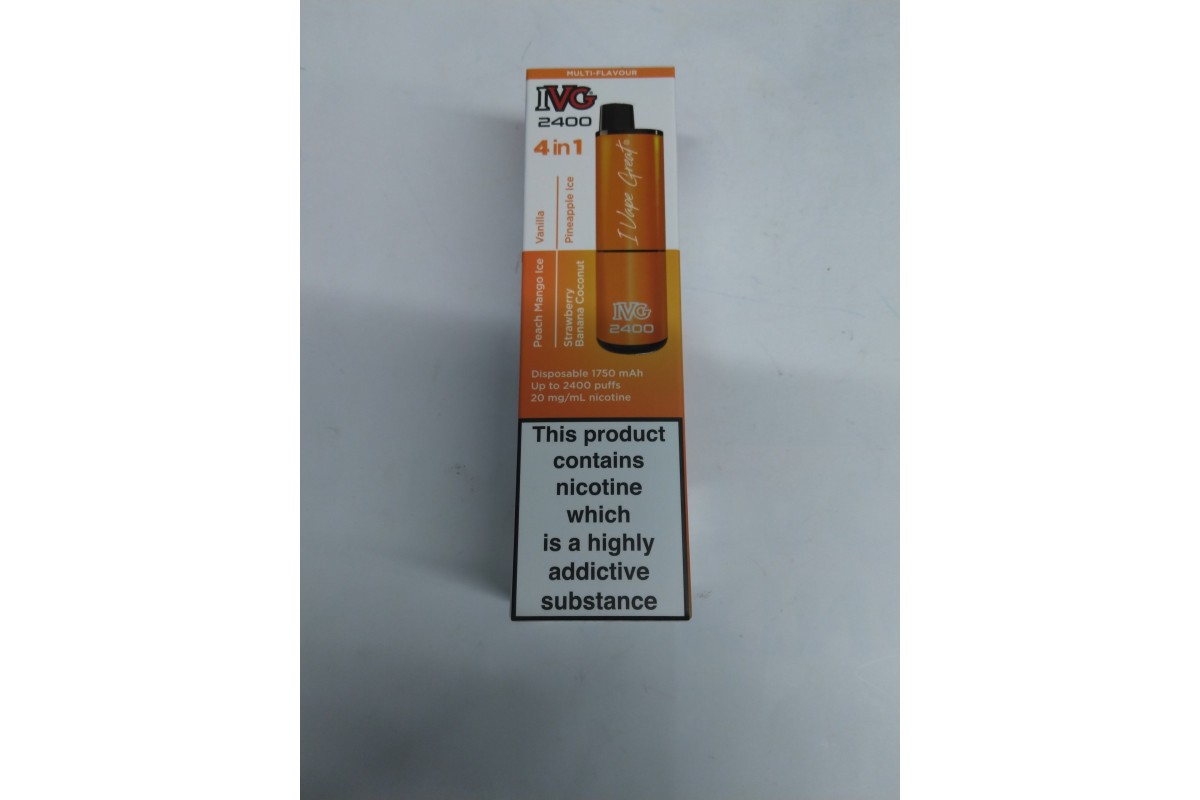 MULTI-FLAVOUR
IVG
2400
4 in 1
Vanilla
Pineapple Ice
Peach Mango Ice
Strawberry
Banana Coconut
I Vape Great®
IVG
2400
Disposable 1750 mAh
Up to 2400 puffs
20 mg/mL nicotine
This product
contains
nicotine
which
is a highly
addictive
substance